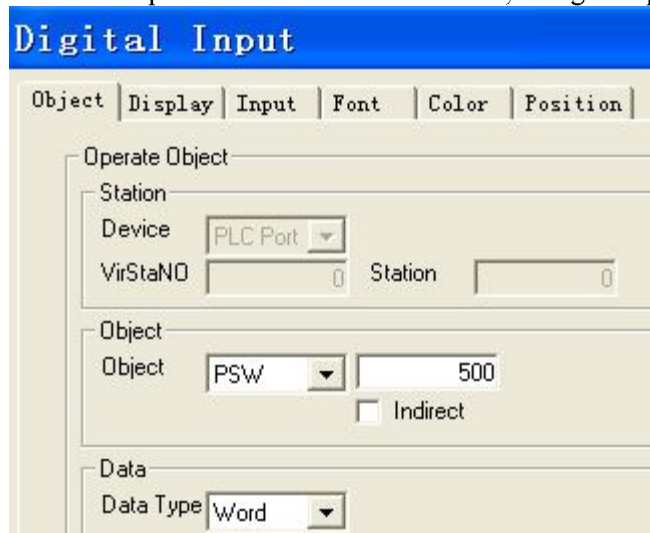 Digital Input
Object Display Input Font Color Position
Operate Object
Station
Device PLC Port
VirStaNO 0 Station 0
Object
Object PSW 500
Indirect
Data
Data Type Word